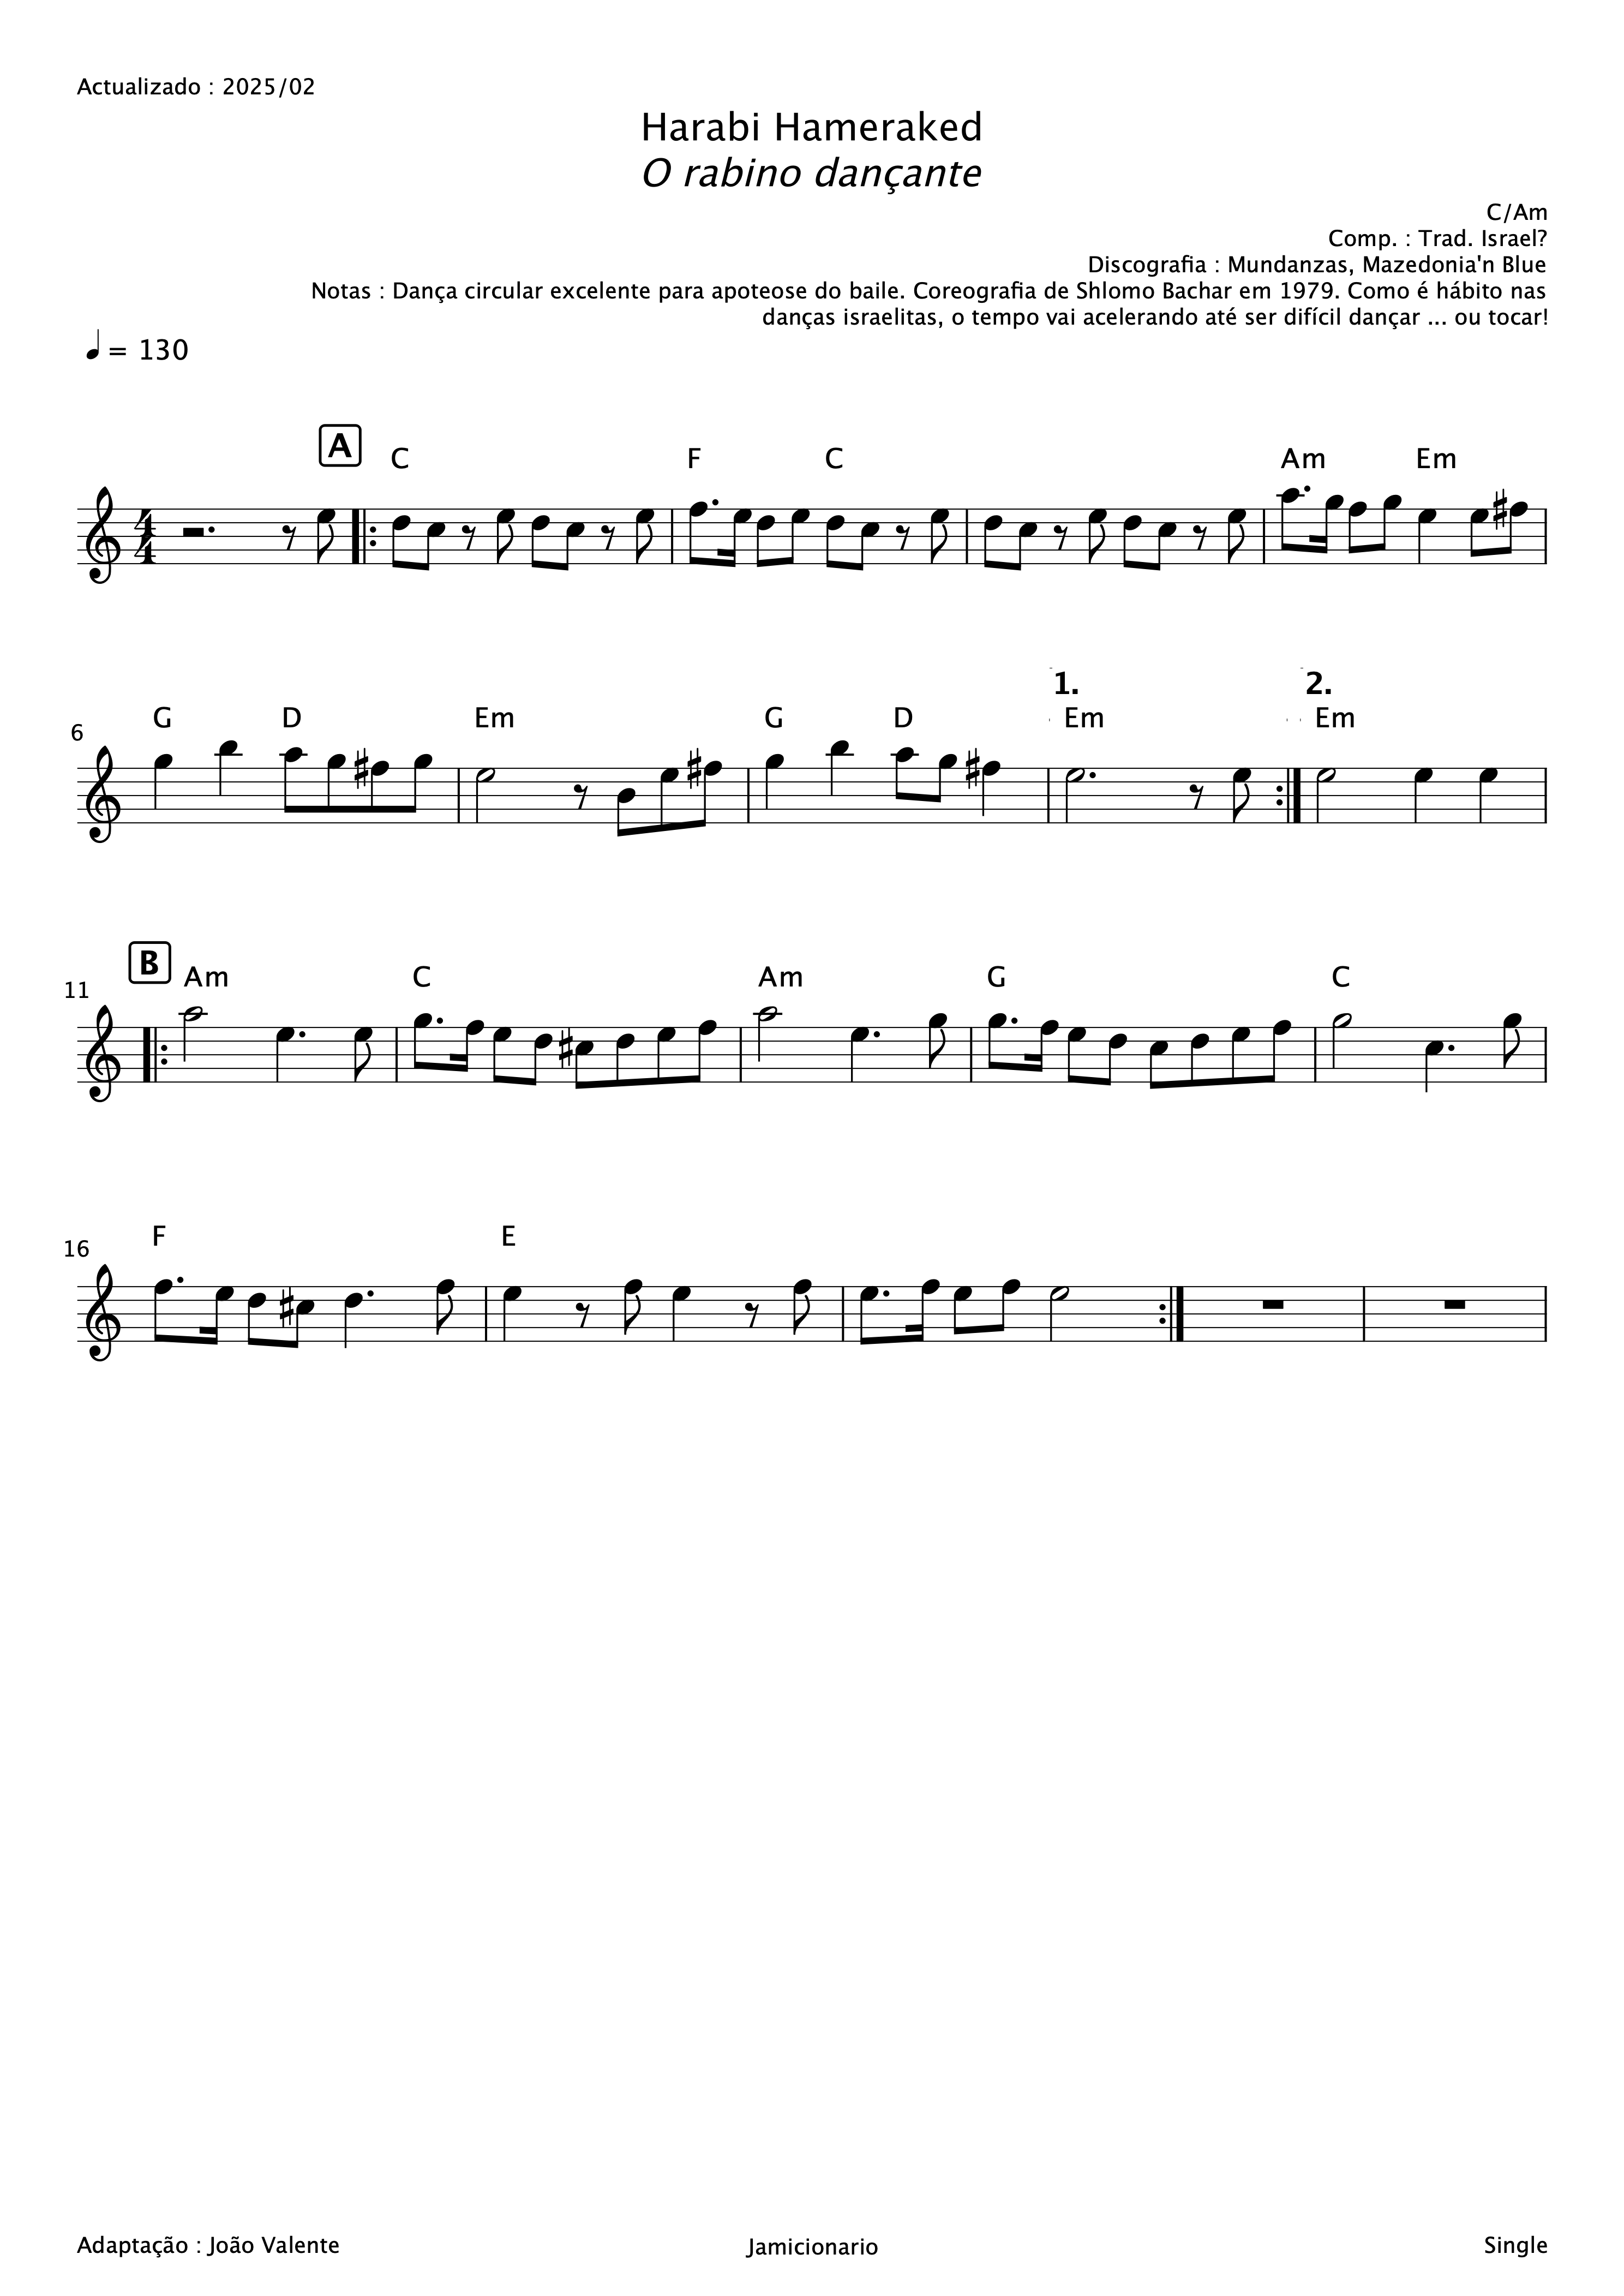 Actualizado : 2025/02
Harabi Hameraked
O rabino dançante
C/Am
Comp. : Trad. Israel?
Discografia : Mundanzas, Mazedonia'n Blue
Notas : Dança circular excelente para apoteose do baile. Coreografia de Shlomo Bachar em 1979. Como é hábito nas
danças israelitas, o tempo vai acelerando até ser difícil dançar ... ou tocar!
= 130
A
C F C Am Em
4
4
1. 2.
G D Em G D Em Em
6
B
Am C Am G C
11
F E
16
Adaptação : João Valente
Jamicionario
Single